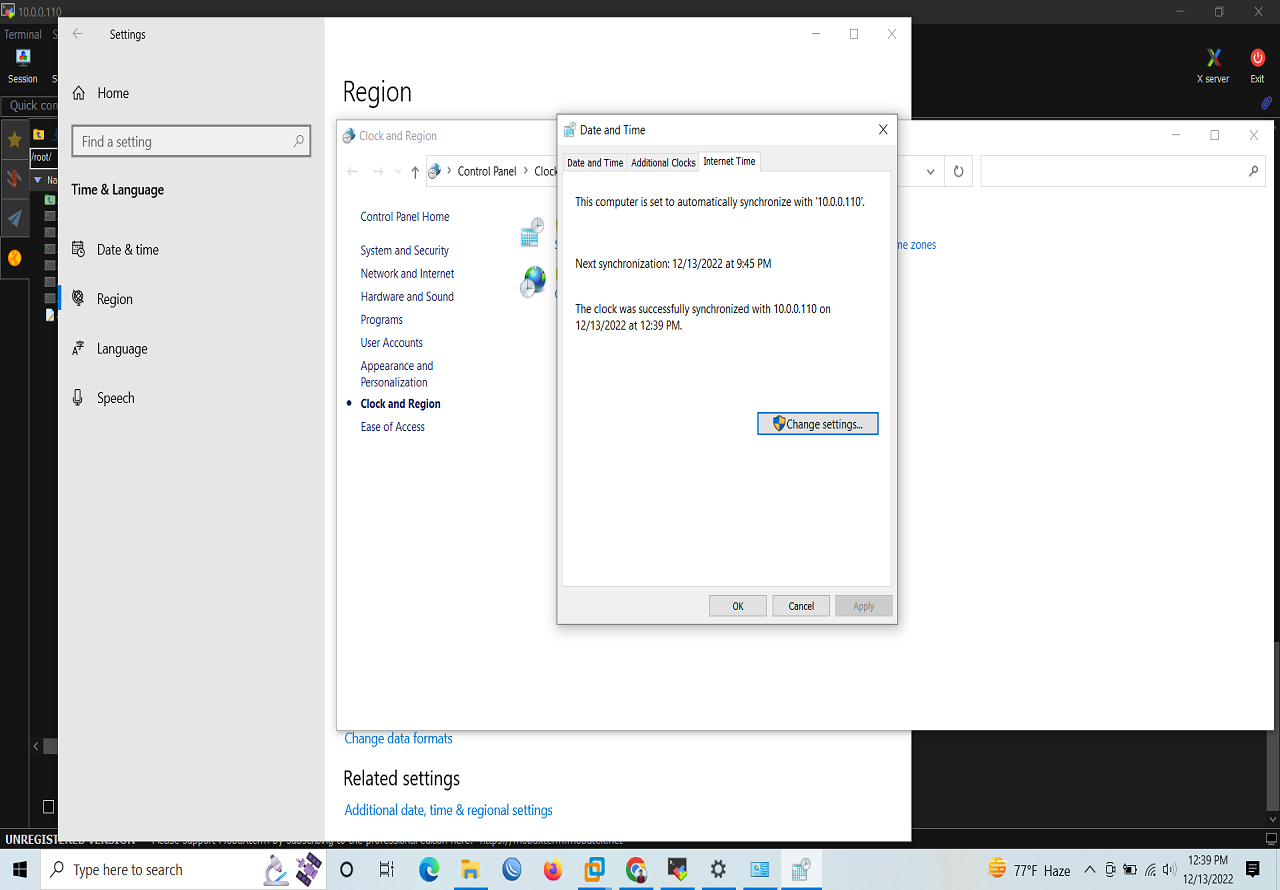 10.0.0.110
Terminal
Session
X server
Exit
Quick con
/root/
Na
Settings
Home
Find a setting
Time & Language
Date & time
Region
Language
Speech
Region
Clock and Region
Control Panel
Clock
Control Panel Home
System and Security
Network and Internet
Hardware and Sound
Programs
User Accounts
Appearance and
Personalization
Clock and Region
Ease of Access
me zones
Date and Time
Date and Time
Additional Clocks
Internet Time
This computer is set to automatically synchronize with '10.0.0.110'.
Next synchronization: 12/13/2022 at 9:45 PM
The clock was successfully synchronized with 10.0.0.110 on
12/13/2022 at 12:39 PM.
Change settings...
OK
Cancel
Apply
Change data formats
Related settings
Additional date, time & regional settings
UNREGISTERED VERSION
Type here to search
77°F Haze
12:39 PM
12/13/2022